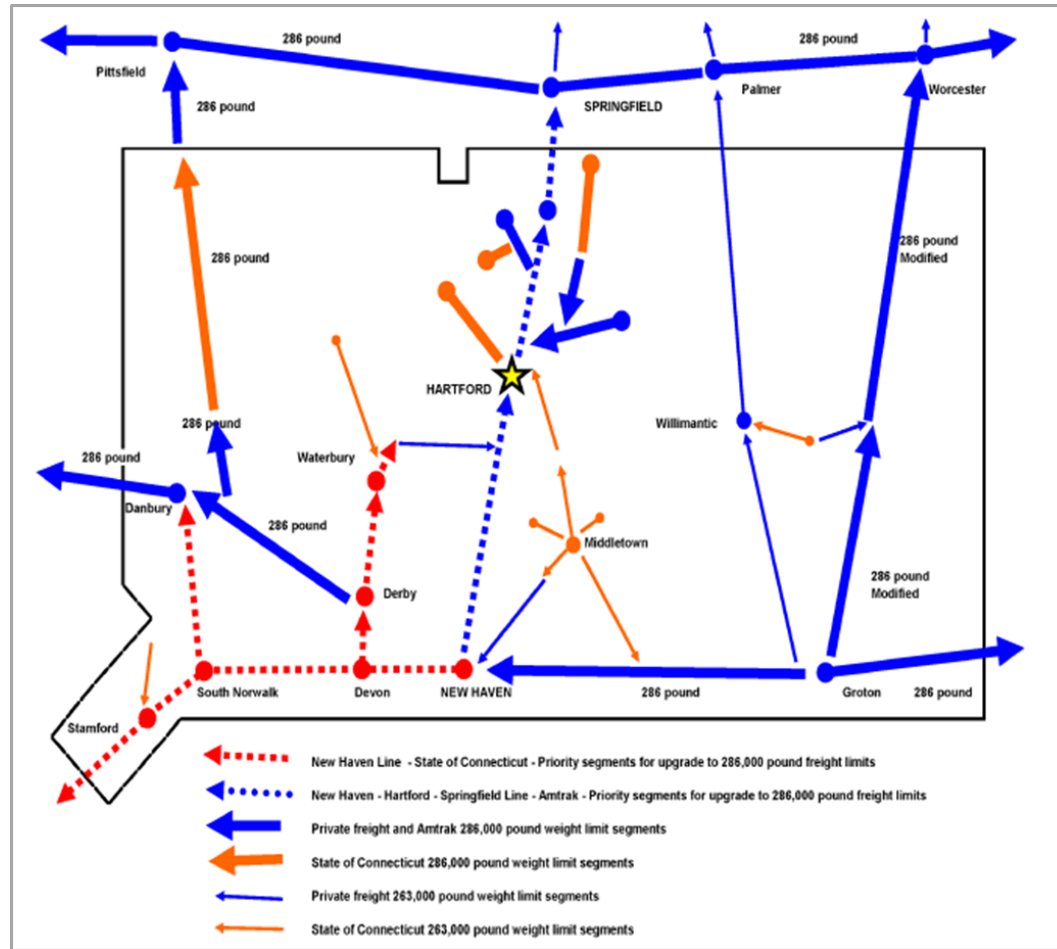 286 pound
286 pound
Pittsfield
Palmer
Worcester
SPRINGFIELD
286 pound
286 pound
286 pound
Modified
HARTFORD
286 pound
Willimantic
Waterbury
286 pound
Danbury
286 pound
Middletown
286 pound
Modified
Derby
South Norwalk
Devon
NEW HAVEN
286 pound
Groton
286 pound
Stamford
New Haven Line - State of Connecticut - Priority segments for upgrade to 286,000 pound freight limits
New Haven - Hartford - Springfield Line - Amtrak - Priority segments for upgrade to 286,000 pound freight limits
Private freight and Amtrak 286,000 pound weight limit segments
State of Connecticut 286,000 pound weight limit segments
Private freight 263,000 pound weight limit segments
State of Connecticut 263,000 pound weight limit segments